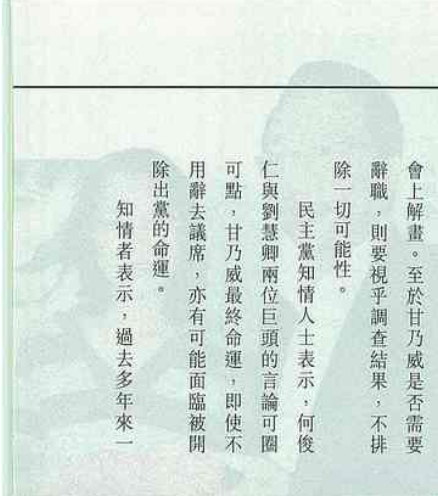 會上解畫。至於甘乃威是否需要
辭職，則要視乎調查結果，不排
除一切可能性。
民主黨知情人士表示，何俊
仁與劉慧卿兩位巨頭的言論可圈
可點，甘乃威最終命運，即使不
用辭去議席，亦有可能面臨被開
除出黨的命運。
知情者表示，過去多年來一